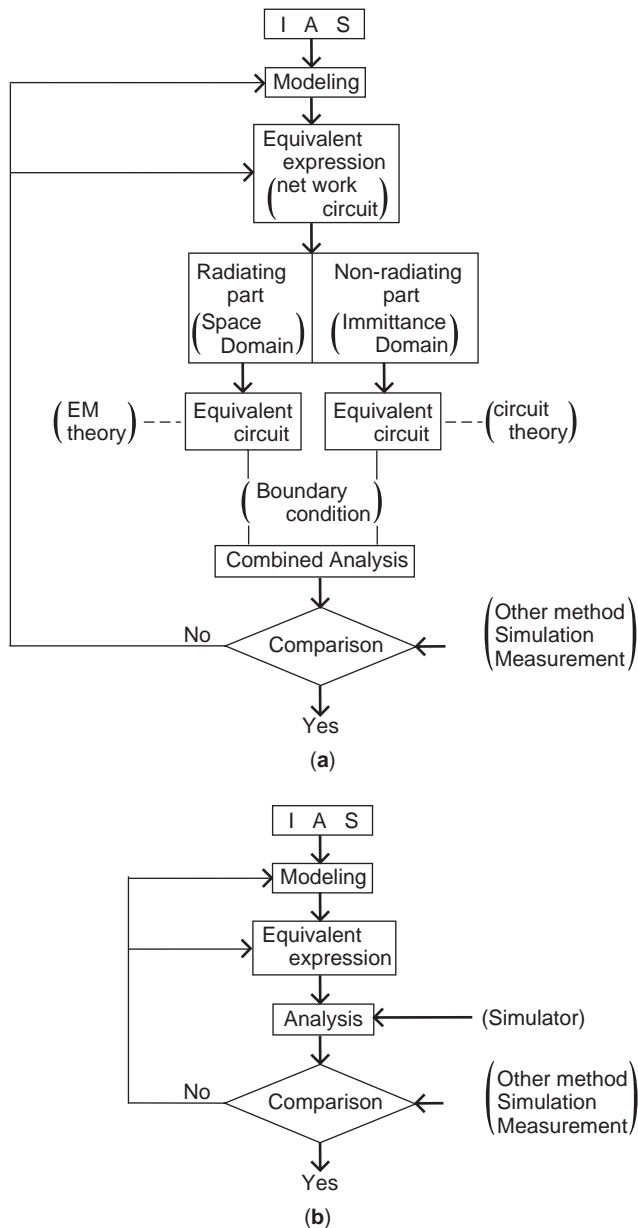 I A S
Modeling
Equivalent
expression
(net work
circuit)
Radiating
part
(Space
Domain)
Non-radiating
part
(Immittance
Domain)
(EM
theory)
Equivalent
circuit
Equivalent
circuit
(circuit
theory)
(Boundary
condition)
Combined Analysis
No
Comparison
(Other method
Simulation
Measurement)
Yes
(a)
I A S
Modeling
Equivalent
expression
Analysis
(Simulator)
No
Comparison
(Other method
Simulation
Measurement)
Yes
(b)